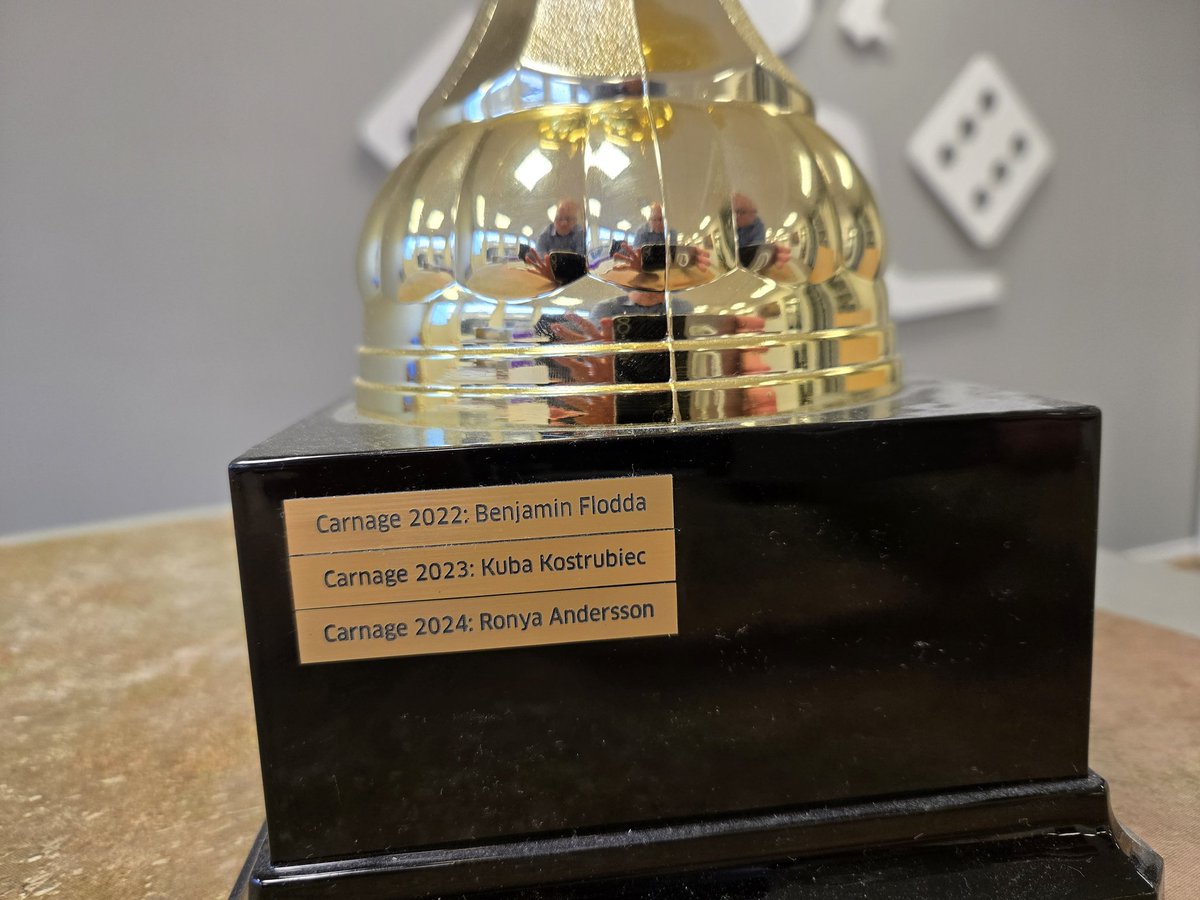 Carnage 2022: Benjamin Flodda
Carnage 2023: Kuba Kostrubiec
Carnage 2024: Ronya Andersson